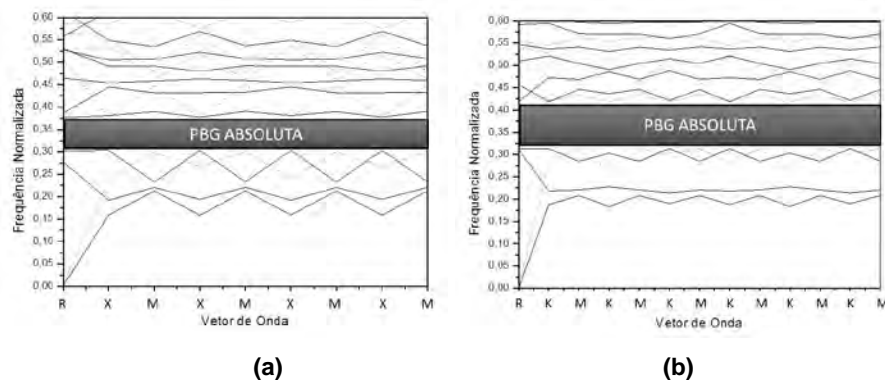 0,60
0,55
0,50
0,45
0,40
0,35
0,30
0,25
0,20
0,15
0,10
0,05
0,00
Frequência Normalizada
PBG ABSOLUTA
R X M X M X M X M
Vetor de Onda
(a)
0,60
0,55
0,50
0,45
0,40
0,35
0,30
0,25
0,20
0,15
0,10
0,05
0,00
Frequência Normalizada
PBG ABSOLUTA
R K M K M K M K M K M K M
Vetor de Onda
(b)